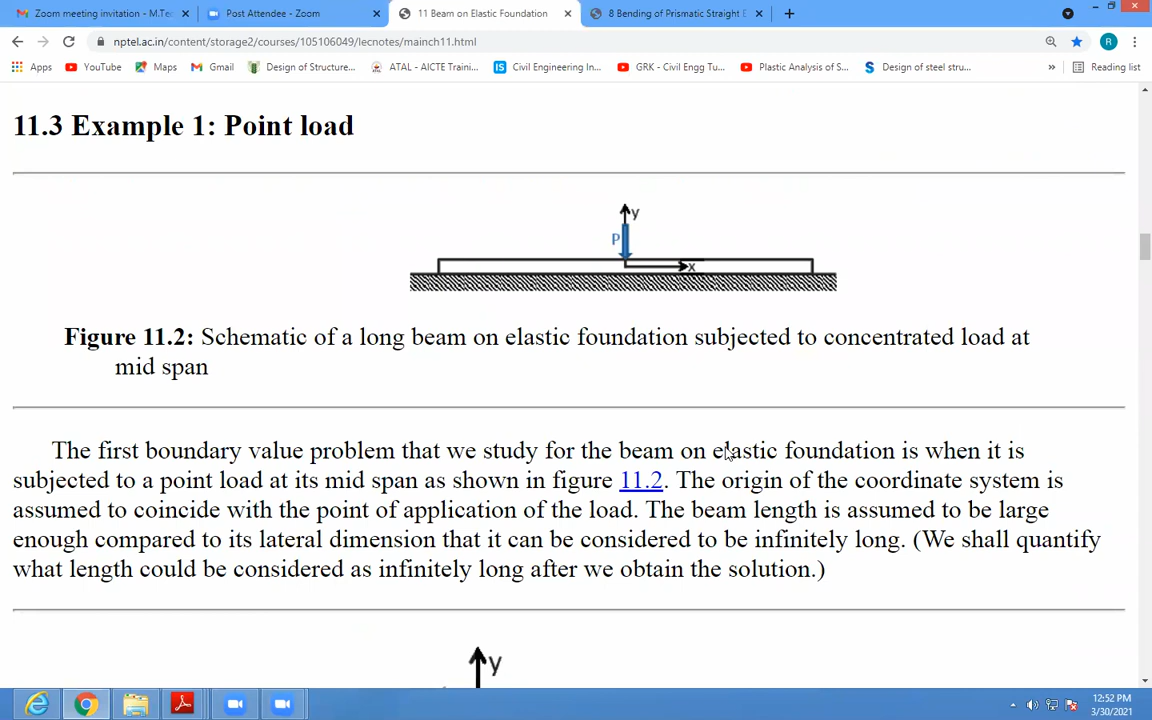 Zoom meeting invitation - M.Tec
Post Attendee - Zoom
11 Beam on Elastic Foundation
8 Bending of Prismatic Straight B
nptel.ac.in/content/storage2/courses/105106049/lecnotes/mainch11.html
R
Apps
YouTube
Maps
Gmail
Design of Structure...
ATAL - AICTE Traini...
IS
Civil Engineering In...
GRK - Civil Engg Tu...
Plastic Analysis of S...
S
Design of steel stru...
»
Reading list
11.3 Example 1: Point load
y
P
x
Figure 11.2: Schematic of a long beam on elastic foundation subjected to concentrated load at
mid span
The first boundary value problem that we study for the beam on elastic foundation is when it is
subjected to a point load at its mid span as shown in figure 11.2. The origin of the coordinate system is
assumed to coincide with the point of application of the load. The beam length is assumed to be large
enough compared to its lateral dimension that it can be considered to be infinitely long. (We shall quantify
what length could be considered as infinitely long after we obtain the solution.)
y
12:52 PM
3/30/2021